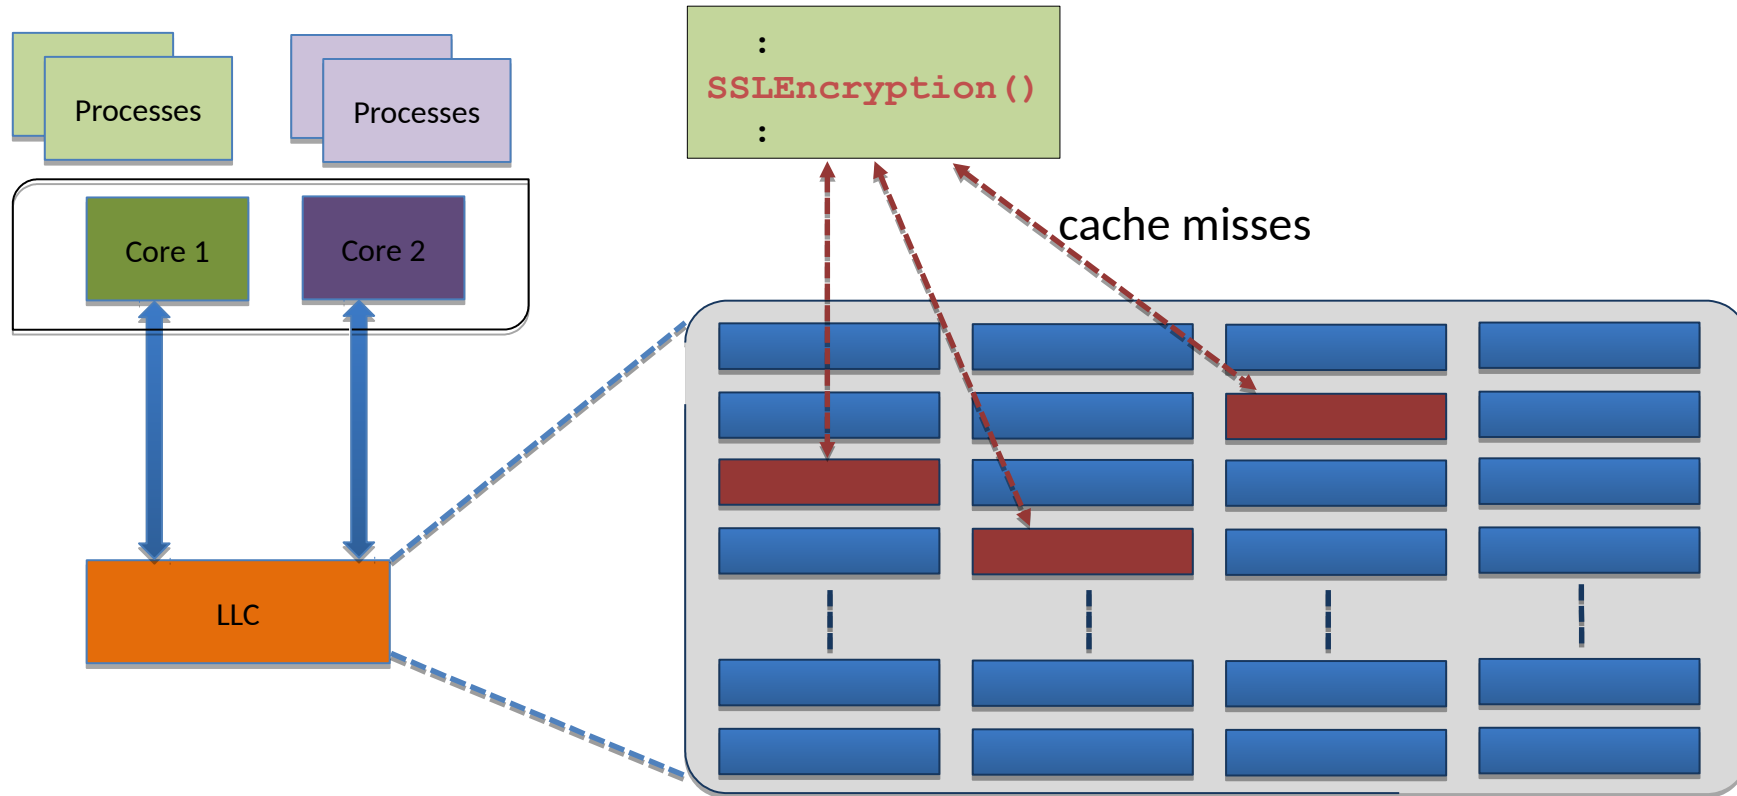 Processes
Processes
Core 1
Core 2
LLC
:
SSLEncryption()
:
cache misses